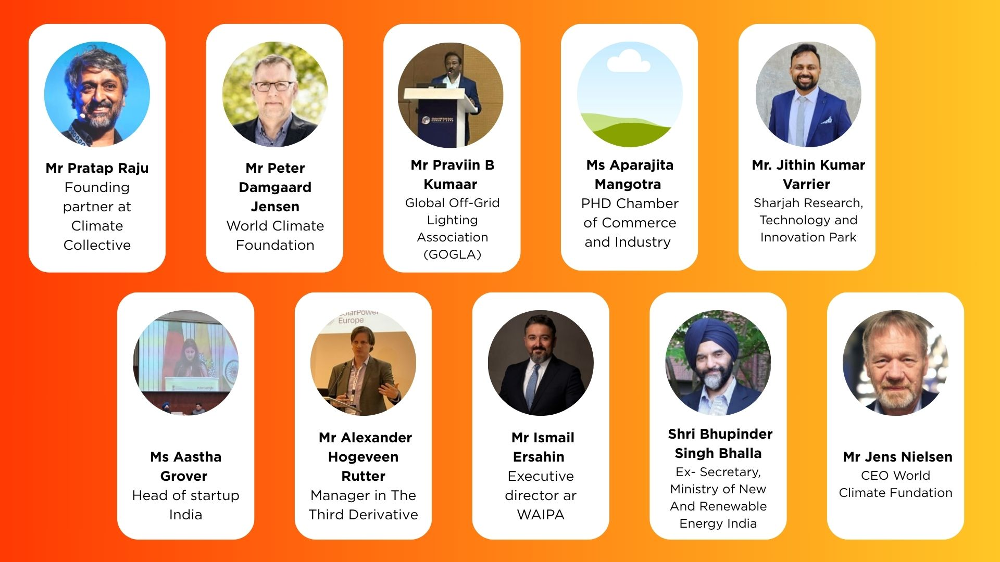 Mr Pratap Raju
Founding
partner at
Climate
Collective
Mr Peter
Damgaard
Jensen
World Climate
Foundation
Mr Praviin B
Kumaar
Global Off-Grid
Lighting
Association
(GOGLA)
Ms Aparajita
Mangotra
PHD Chamber
of Commerce
and Industry
Mr. Jithin Kumar
Varrier
Sharjah Research,
Technology and
Innovation Park
Ms Aastha
Grover
Head of startup
India
SolarPower
Europe
Mr Alexander
Hogeveen
Rutter
Manager in The
Third Derivative
Mr Ismail
Ersahin
Executive
director ar
WAIPA
Shri Bhupinder
Singh Bhalla
Ex- Secretary,
Ministry of New
And Renewable
Energy India
Mr Jens Nielsen
CEO World
Climate Fundation